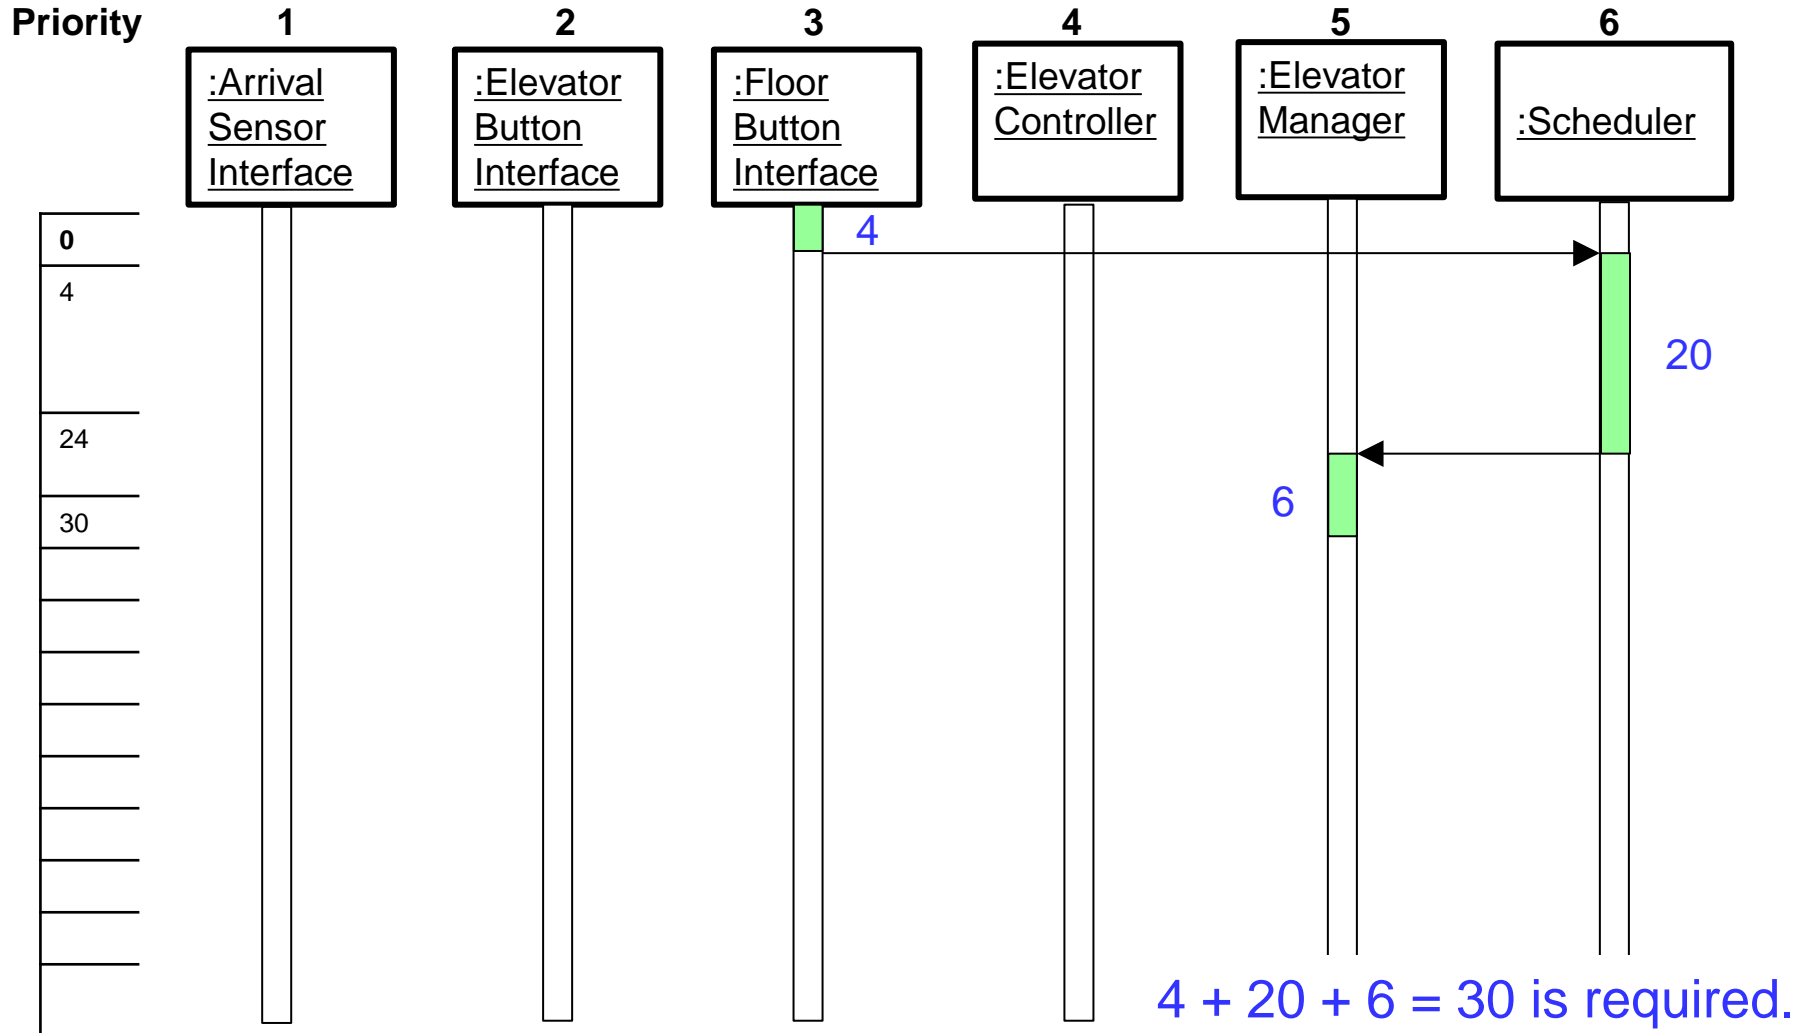 Priority 1 2 3 4 5 6
:Arrival
Sensor
Interface
:Elevator
Button
Interface
:Floor
Button
Interface
:Elevator
Controller
:Elevator
Manager
:Scheduler
0
4
4
20
24
6
30
4 + 20 + 6 = 30 is required.